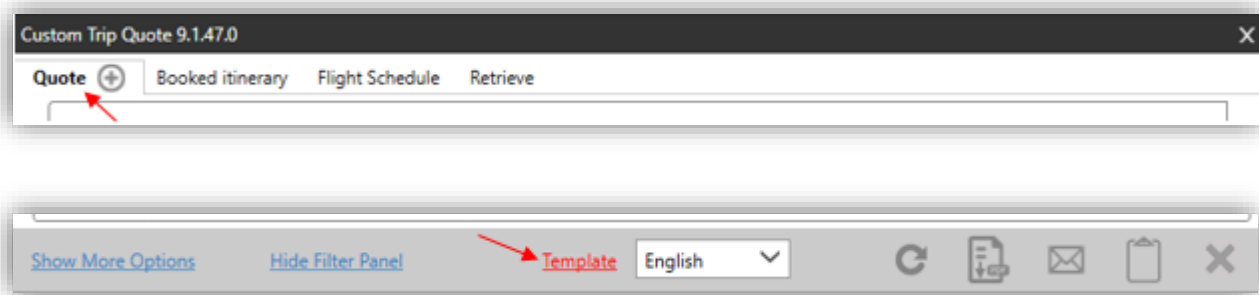 Custom Trip Quote 9.1.47.0
Quote Booked itinerary Flight Schedule Retrieve
Show More Options Hide Filter Panel Template English